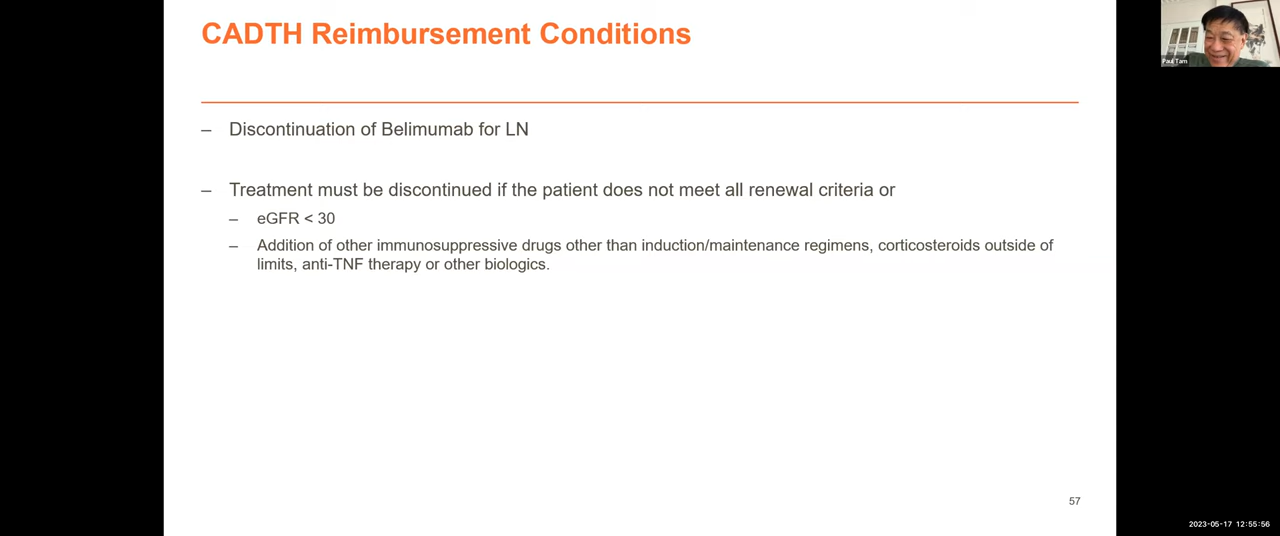 CADTH Reimbursement Conditions
Paul Tam
– Discontinuation of Belimumab for LN
– Treatment must be discontinued if the patient does not meet all renewal criteria or
– eGFR < 30
– Addition of other immunosuppressive drugs other than induction/maintenance regimens, corticosteroids outside of
limits, anti-TNF therapy or other biologics.
57
2023-05-17 12:55:56